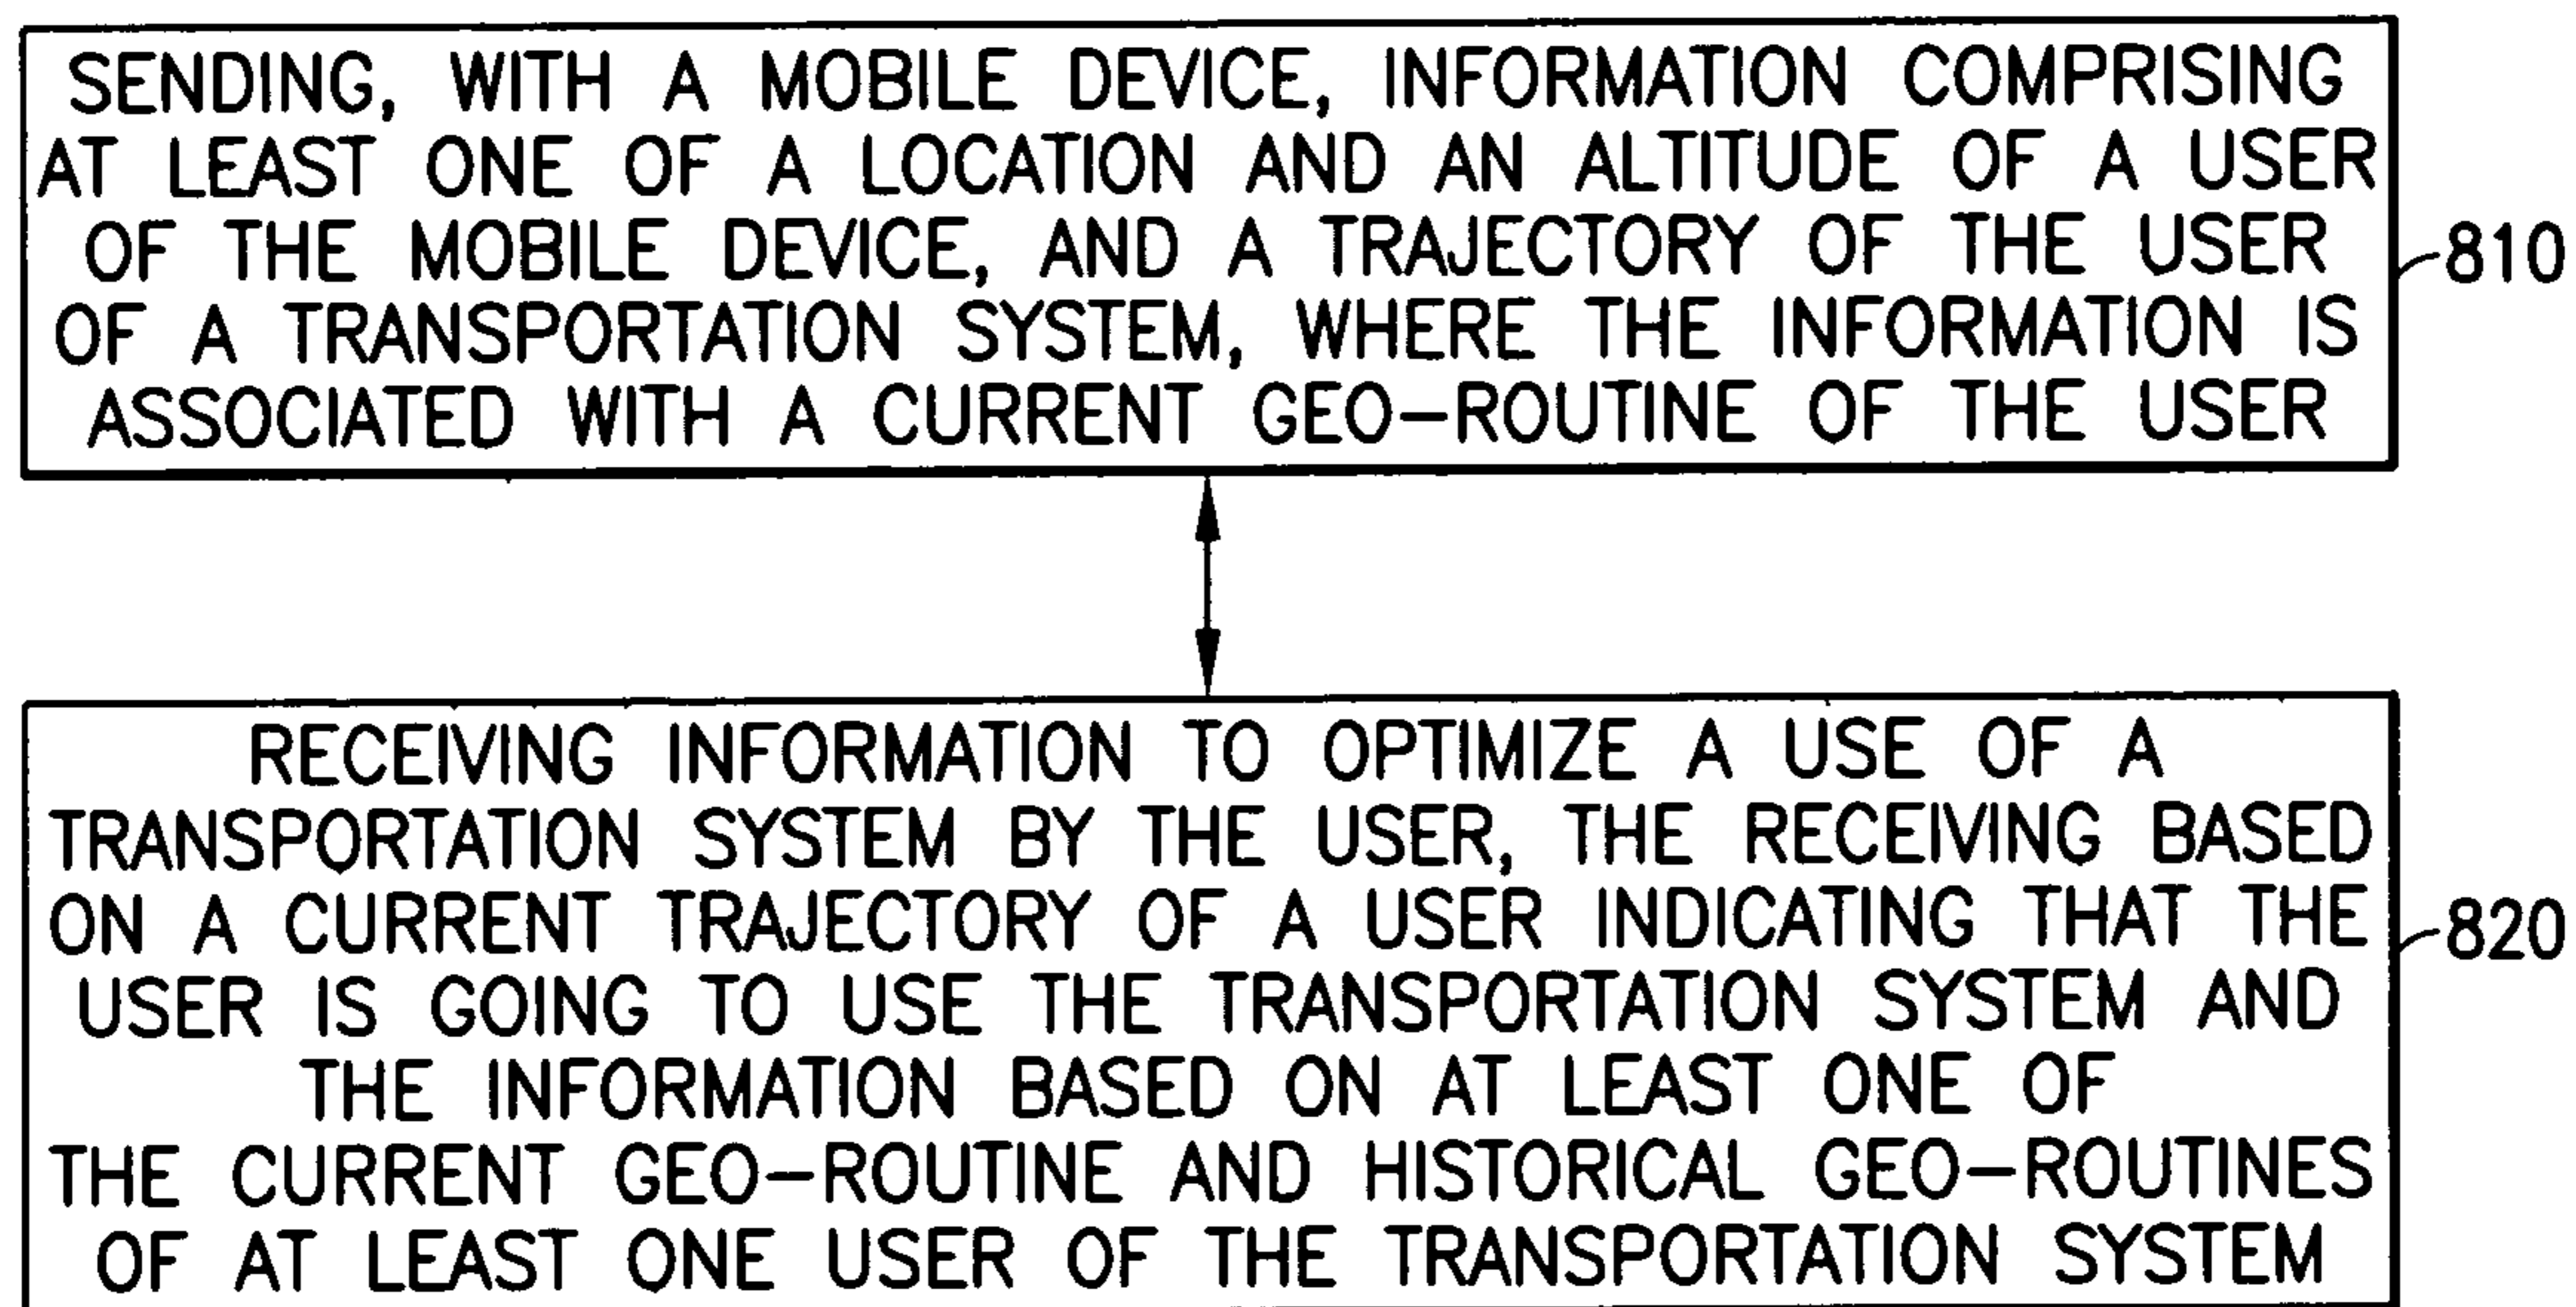 SENDING, WITH A MOBILE DEVICE, INFORMATION COMPRISING
AT LEAST ONE OF A LOCATION AND AN ALTITUDE OF A USER
OF THE MOBILE DEVICE, AND A TRAJECTORY OF THE USER
OF A TRANSPORTATION SYSTEM, WHERE THE INFORMATION IS
ASSOCIATED WITH A CURRENT GEO-ROUTINE OF THE USER
810
RECEIVING INFORMATION TO OPTIMIZE A USE OF A
TRANSPORTATION SYSTEM BY THE USER, THE RECEIVING BASED
ON A CURRENT TRAJECTORY OF A USER INDICATING THAT THE
USER IS GOING TO USE THE TRANSPORTATION SYSTEM AND
THE INFORMATION BASED ON AT LEAST ONE OF
THE CURRENT GEO-ROUTINE AND HISTORICAL GEO-ROUTINES
OF AT LEAST ONE USER OF THE TRANSPORTATION SYSTEM
820